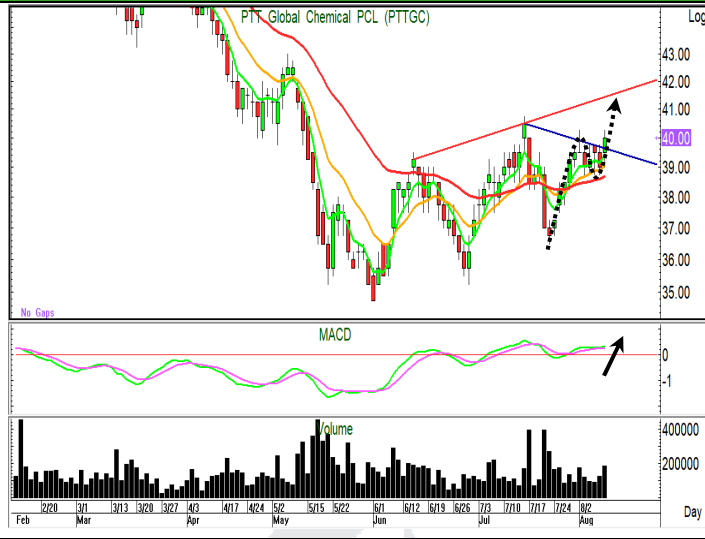 PTT Global Chemical PCL (PTTGC)
Log
43.00
42.00
41.00
40.00
39.00
38.00
37.00
36.00
35.00
No Gaps
MACD
0
-1
Volume
400000
200000
2/20 3/1 3/13 3/20 3/27 4/3 4/17 4/24 5/2 5/15 5/22 6/1 6/12 6/19 6/26 7/3 7/10 7/17 7/24 8/2
Day
Feb Mar Apr May Jun Jul Aug